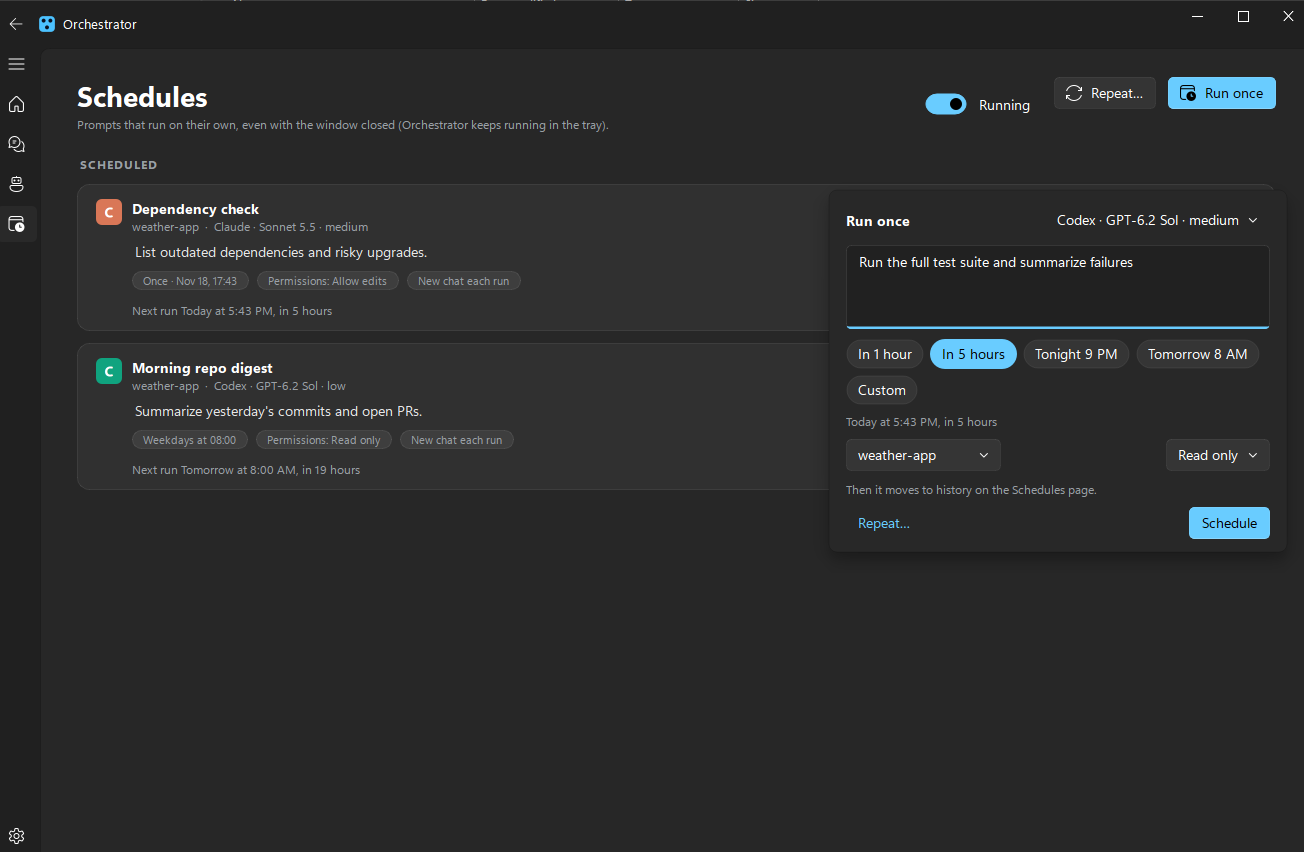 Orchestrator
Schedules
Prompts that run on their own, even with the window closed (Orchestrator keeps running in the tray).
Running
Repeat...
Run once
SCHEDULED
C
Dependency check
weather-app · Claude · Sonnet 5.5 · medium
List outdated dependencies and risky upgrades.
Once · Nov 18, 17:43
Permissions: Allow edits
New chat each run
Next run Today at 5:43 PM, in 5 hours
C
Morning repo digest
weather-app · Codex · GPT-6.2 Sol · low
Summarize yesterday's commits and open PRs.
Weekdays at 08:00
Permissions: Read only
New chat each run
Next run Tomorrow at 8:00 AM, in 19 hours
Run once
Codex · GPT-6.2 Sol · medium
Run the full test suite and summarize failures
In 1 hour
In 5 hours
Tonight 9 PM
Tomorrow 8 AM
Custom
Today at 5:43 PM, in 5 hours
weather-app
Read only
Then it moves to history on the Schedules page.
Repeat...
Schedule